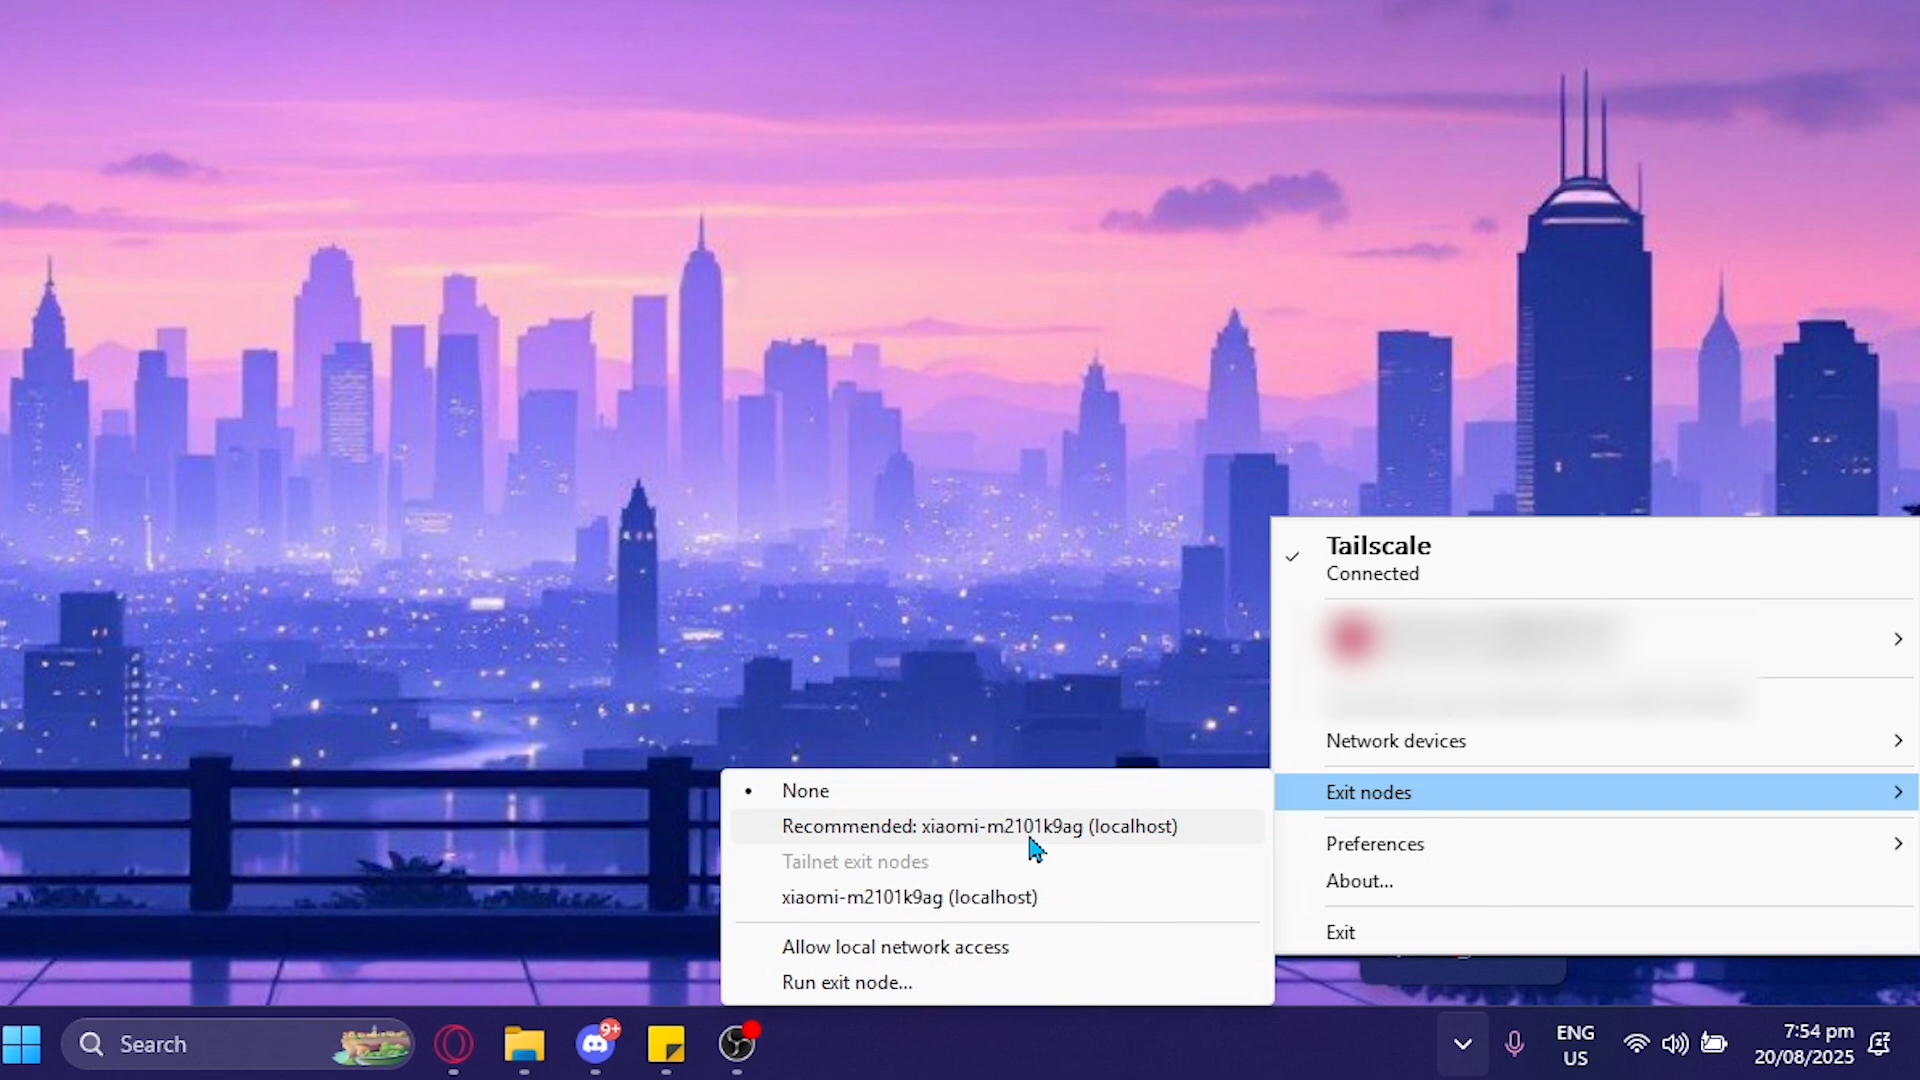 Tailscale
Connected
Network devices
Exit nodes
Preferences
About...
Exit
None
Recommended: xiaomi-m2101k9ag (localhost)
Tailnet exit nodes
xiaomi-m2101k9ag (localhost)
Allow local network access
Run exit node...
Search
9+
ENG
US
7:54 pm
20/08/2025